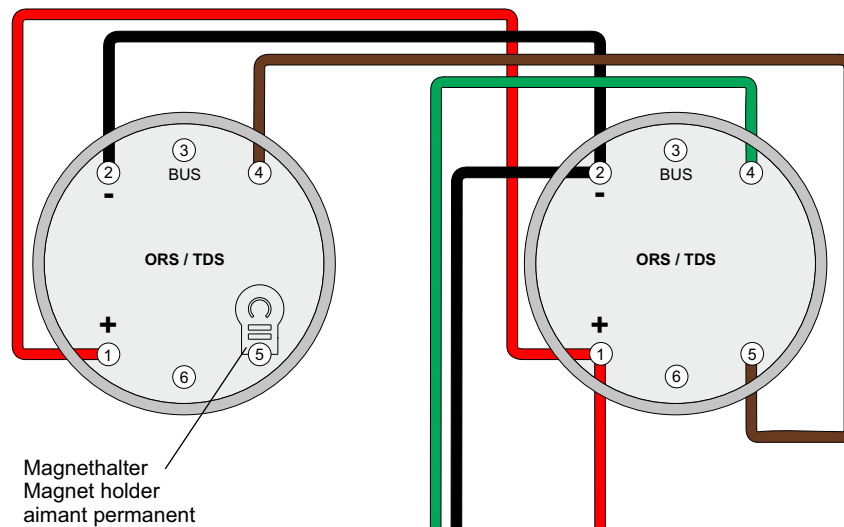 3
BUS
2
-
4
ORS / TDS
+
1
5
6
Magnethalter
Magnet holder
aimant permanent
3
BUS
2
-
4
ORS / TDS
+
1
5
6